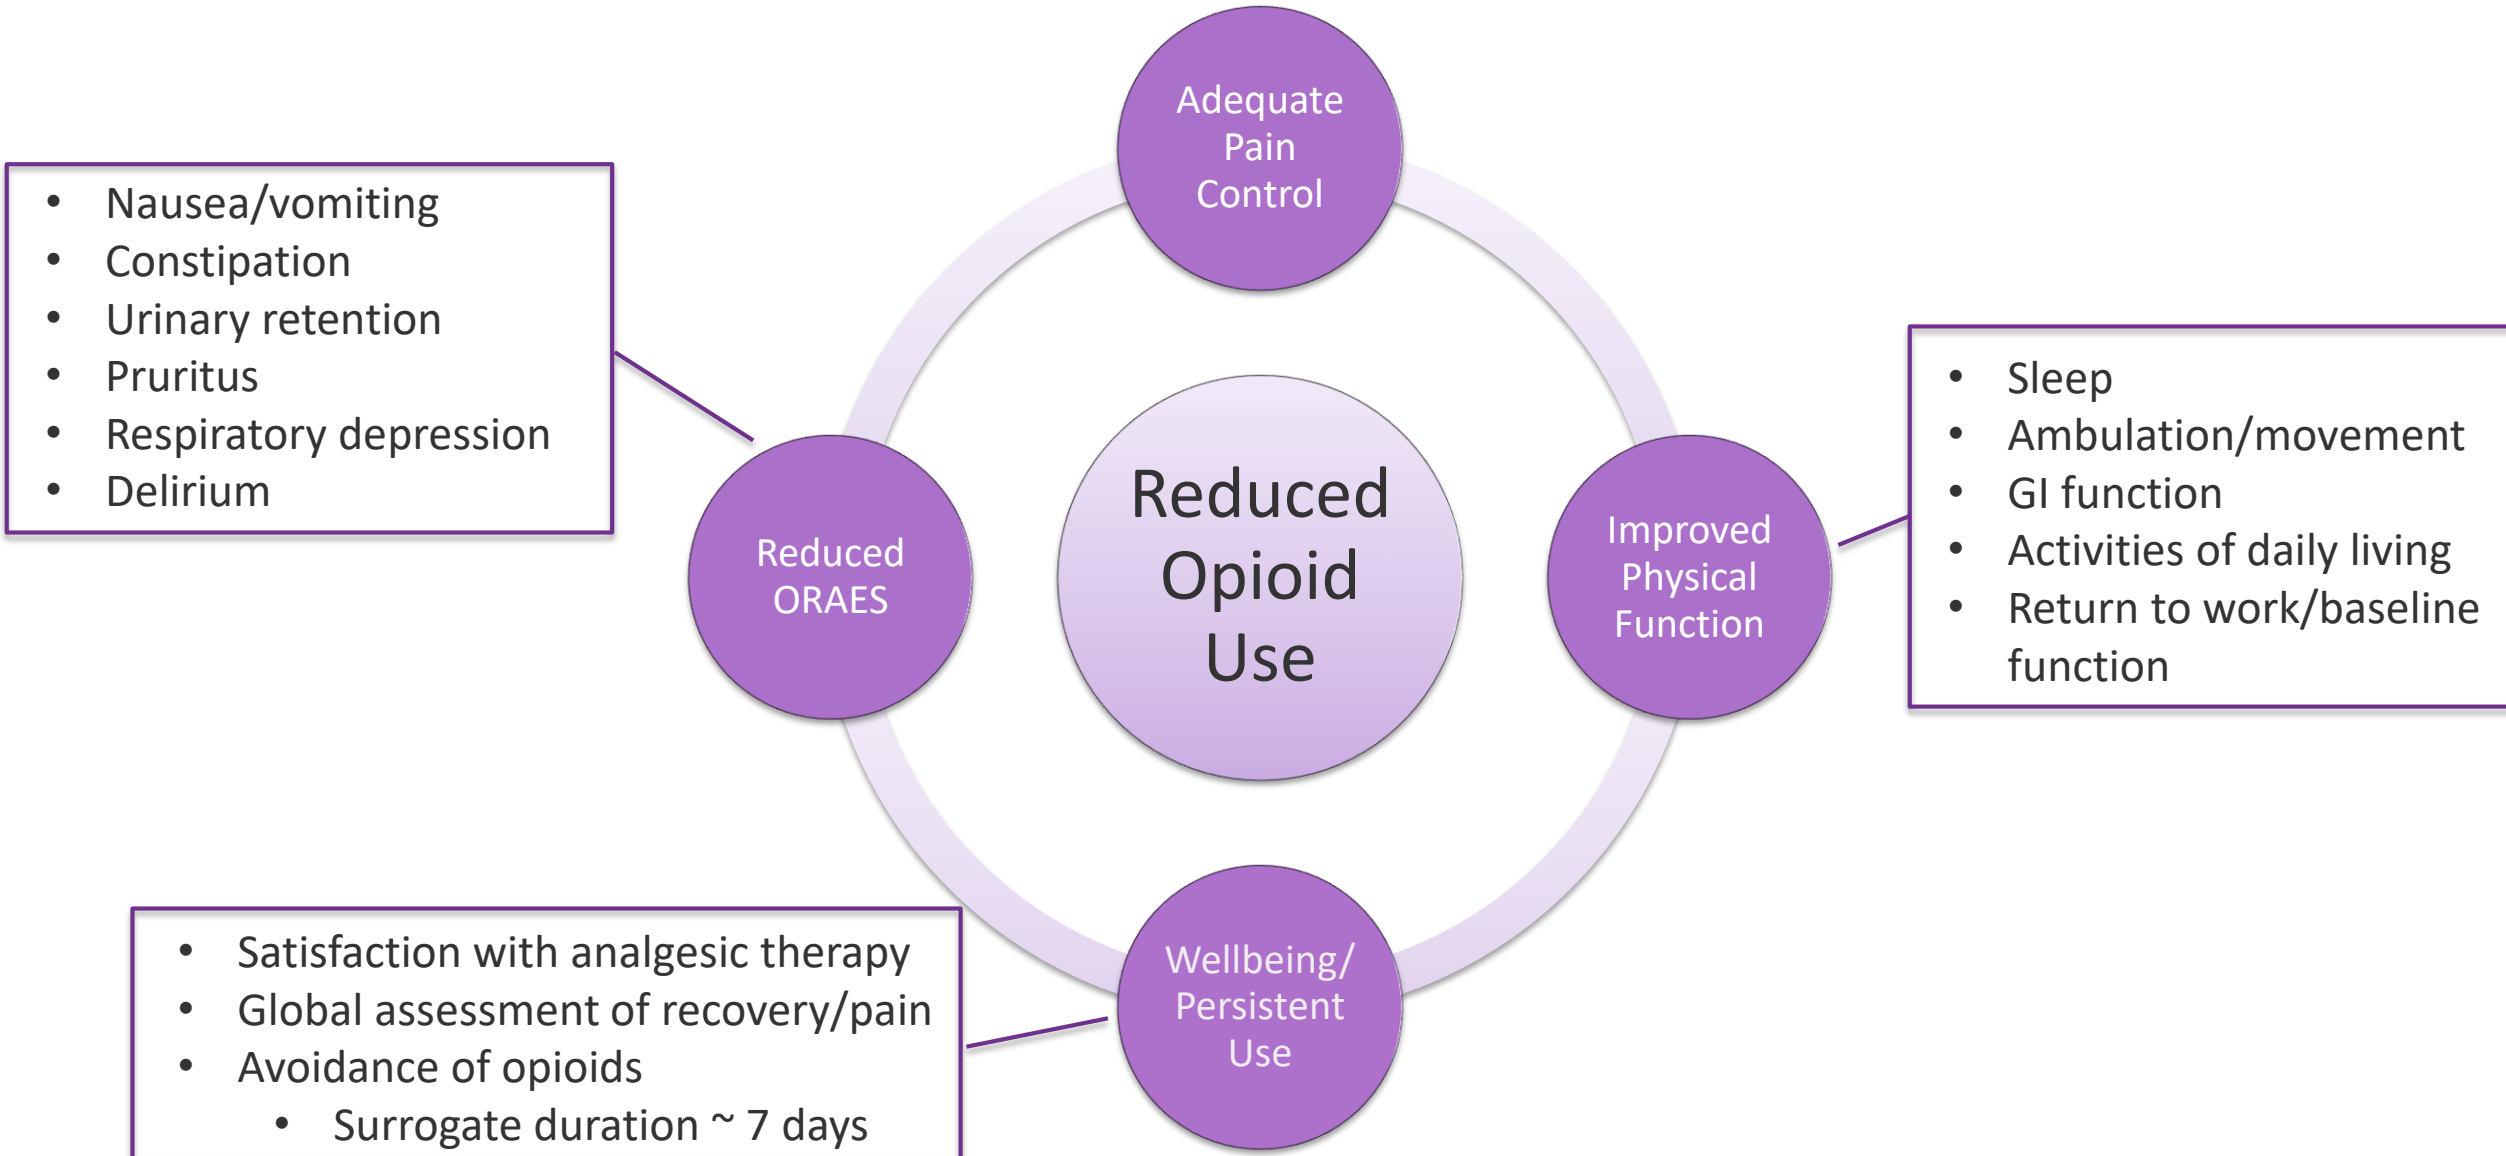 Adequate
Pain
Control
• Nausea/vomiting
• Constipation
• Urinary retention
• Pruritus
• Respiratory depression
• Delirium
Reduced
ORAES
Reduced
Opioid
Use
Improved
Physical
Function
• Sleep
• Ambulation/movement
• GI function
• Activities of daily living
• Return to work/baseline
function
Wellbeing/
Persistent
Use
• Satisfaction with analgesic therapy
• Global assessment of recovery/pain
• Avoidance of opioids
• Surrogate duration ~ 7 days